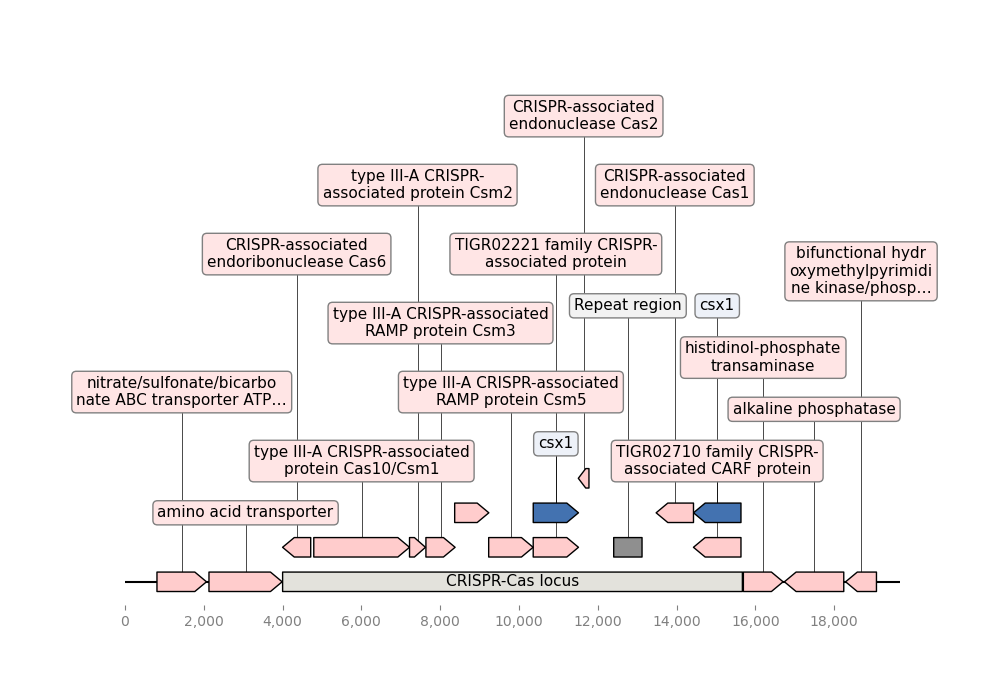 CRISPR-associated
endonuclease Cas2
type III-A CRISPR-
associated protein Csm2
CRISPR-associated
endonuclease Cas1
CRISPR-associated
endoribonuclease Cas6
TIGR02221 family CRISPR-
associated protein
bifunctional hydr
oxymethylpyrimidi
ne kinase/phosp…
Repeat region
csx1
type III-A CRISPR-associated
RAMP protein Csm3
histidinol-phosphate
transaminase
nitrate/sulfonate/bicarbo
nate ABC transporter ATP…
type III-A CRISPR-associated
RAMP protein Csm5
alkaline phosphatase
csx1
type III-A CRISPR-associated
protein Cas10/Csm1
TIGR02710 family CRISPR-
associated CARF protein
amino acid transporter
CRISPR-Cas locus
0
2,000
4,000
6,000
8,000
10,000
12,000
14,000
16,000
18,000